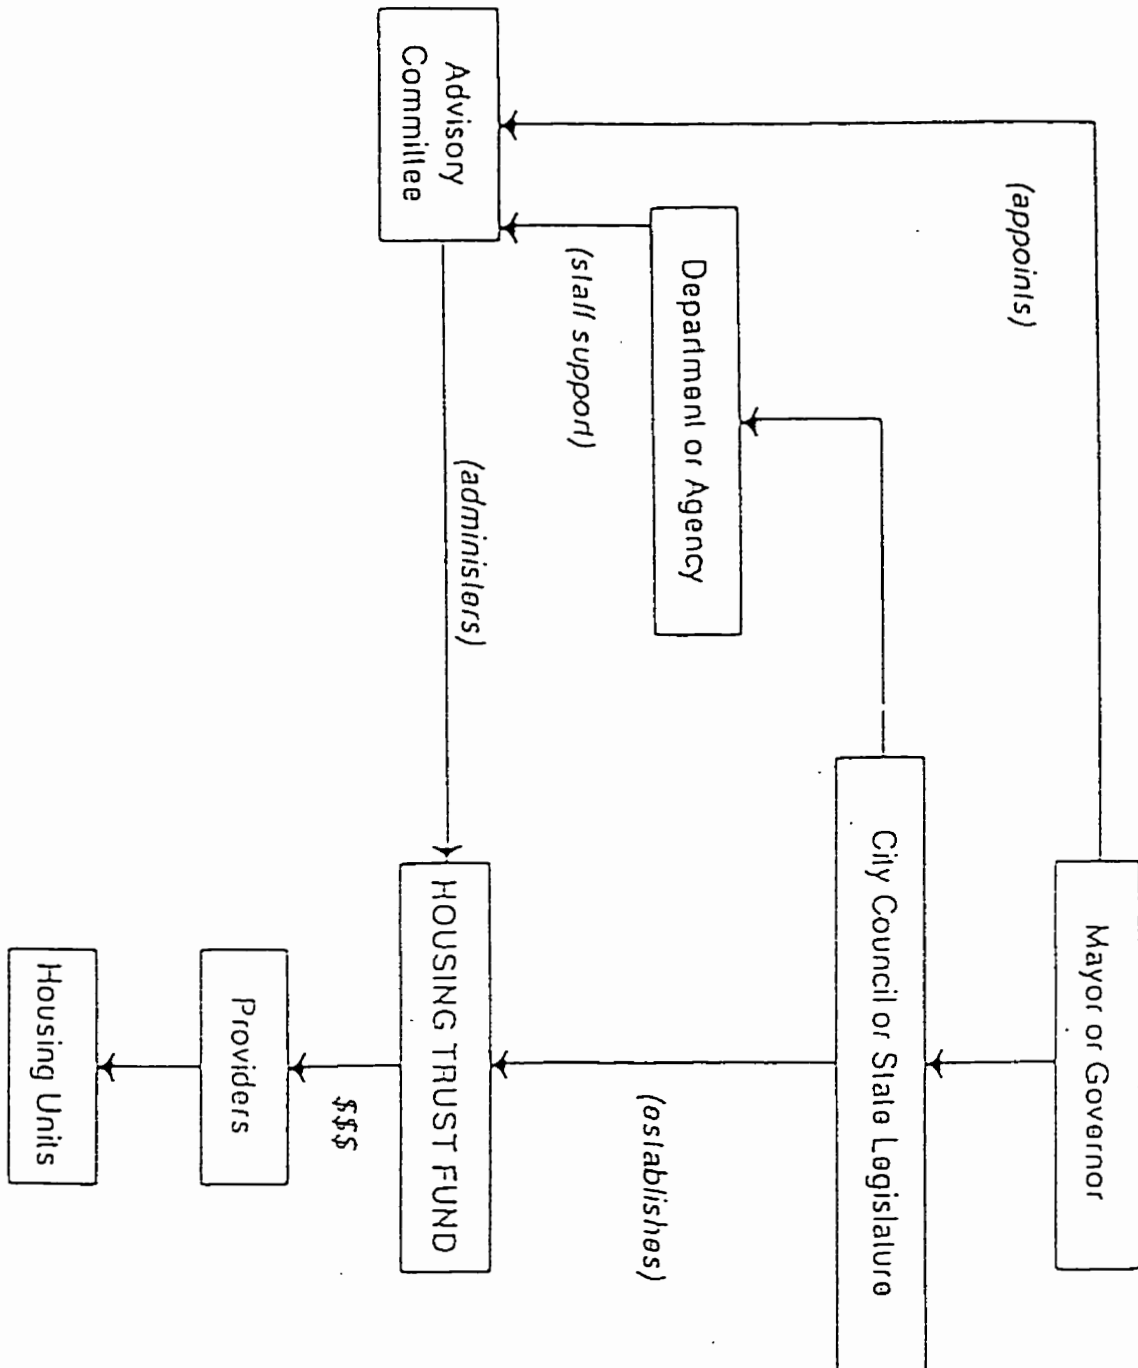 Mayor or Governor
(appoints)
City Council or State Legislature
Department or Agency
(establishes)
(staff support)
Advisory
Committee
(administers)
HOUSING TRUST FUND
$$$
Providers
Housing Units